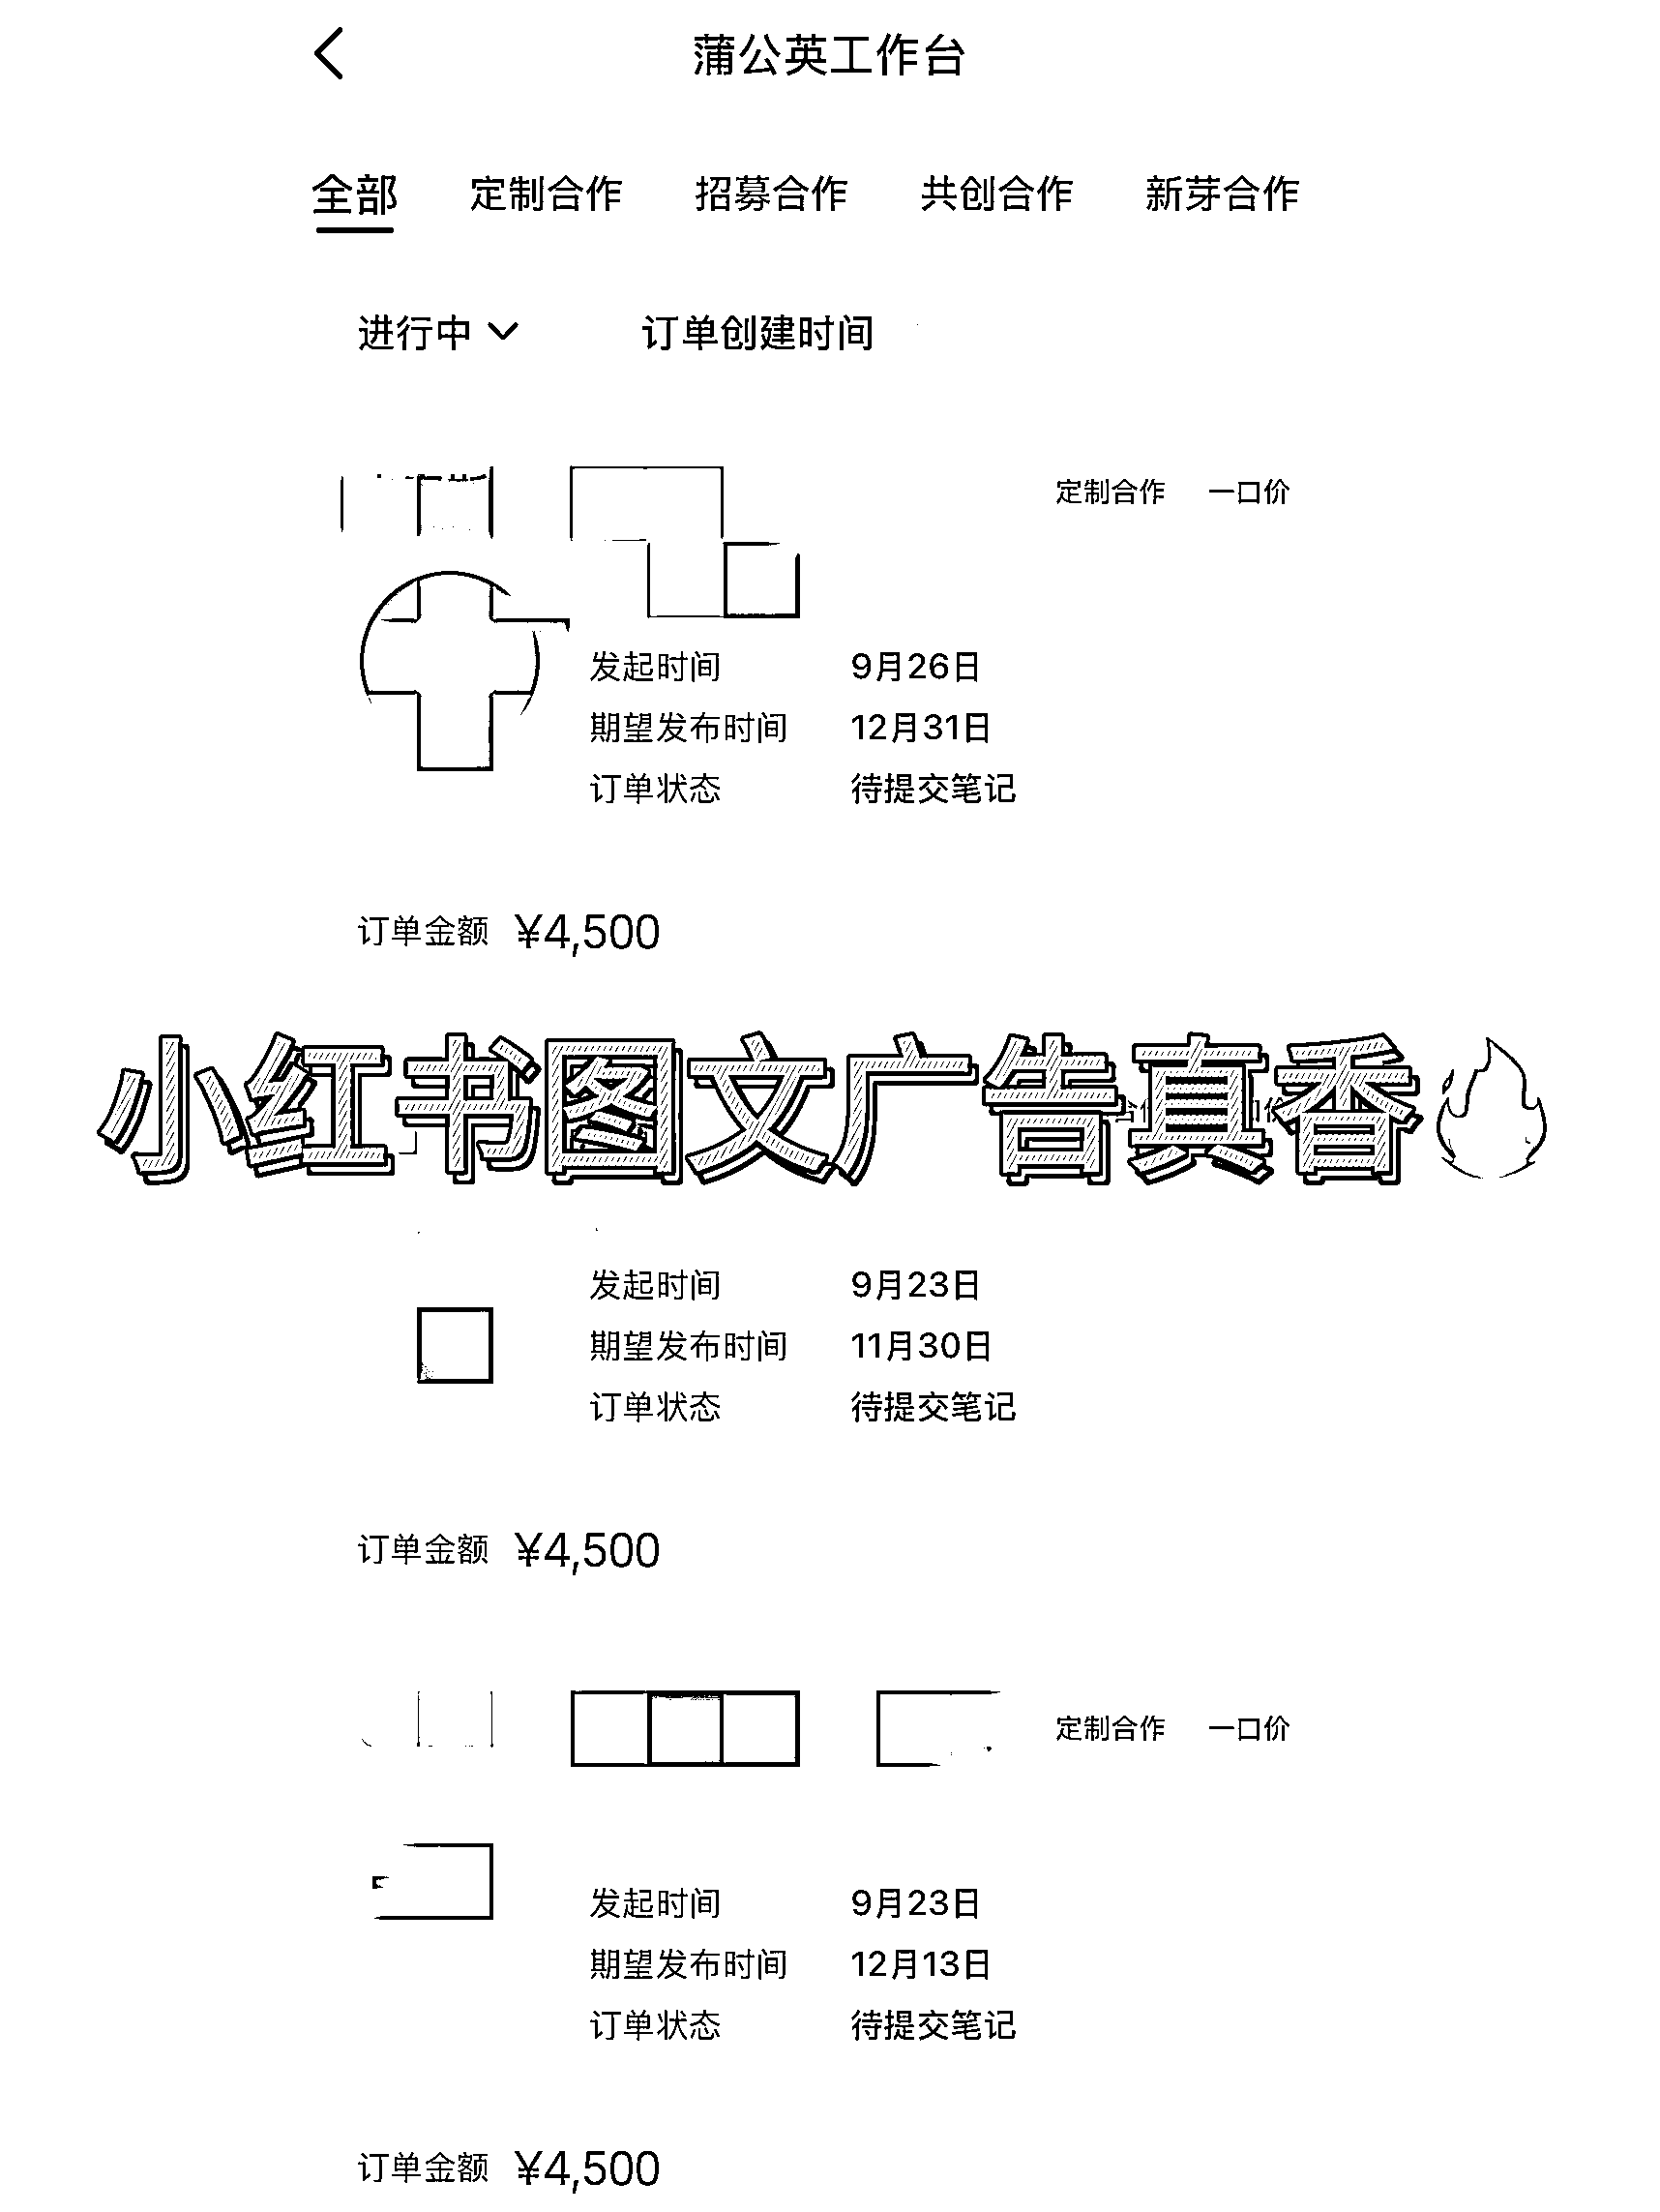 蒲公英工作台
全部 定制合作 招募合作 共创合作 新芽合作
进行中 订单创建时间
定制合作 一口价
发起时间 9月26日
期望发布时间 12月31日
订单状态 待提交笔记
订单金额 ¥4,500
小红书图文广告真香
发起时间 9月23日
期望发布时间 11月30日
订单状态 待提交笔记
订单金额 ¥4,500
定制合作 一口价
发起时间 9月23日
期望发布时间 12月13日
订单状态 待提交笔记
订单金额 ¥4,500